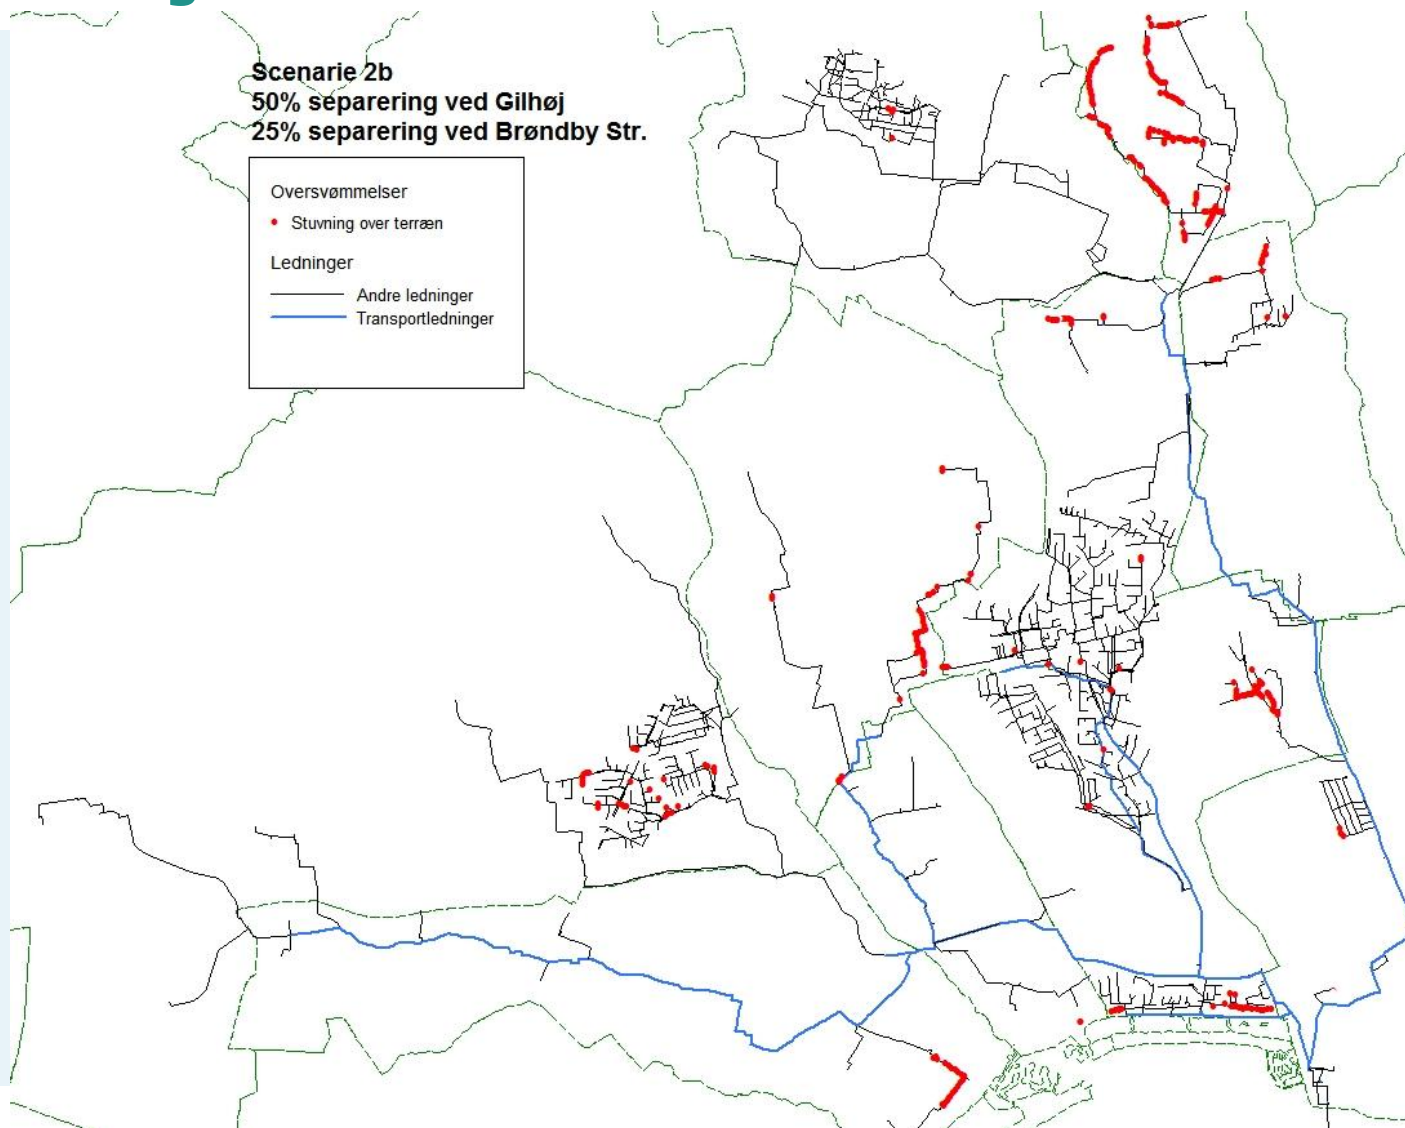 Scenarie 2b
50% separering ved Gilhøj
25% separering ved Brøndby Str.
Oversvømmelser
Stuvning over terræn
Ledninger
Andre ledninger
Transportledninger